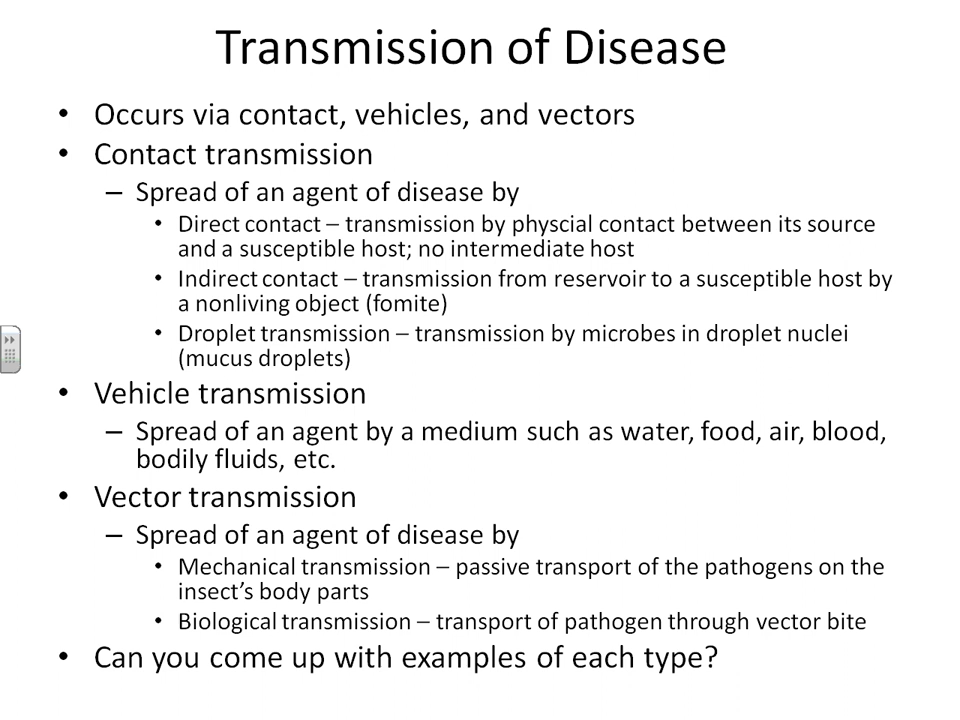 Transmission of Disease
• Occurs via contact, vehicles, and vectors
• Contact transmission
– Spread of an agent of disease by
• Direct contact – transmission by physcial contact between its source
and a susceptible host; no intermediate host
• Indirect contact – transmission from reservoir to a susceptible host by
a nonliving object (fomite)
• Droplet transmission – transmission by microbes in droplet nuclei
(mucus droplets)
• Vehicle transmission
– Spread of an agent by a medium such as water, food, air, blood,
bodily fluids, etc.
• Vector transmission
– Spread of an agent of disease by
• Mechanical transmission – passive transport of the pathogens on the
insect’s body parts
• Biological transmission – transport of pathogen through vector bite
• Can you come up with examples of each type?